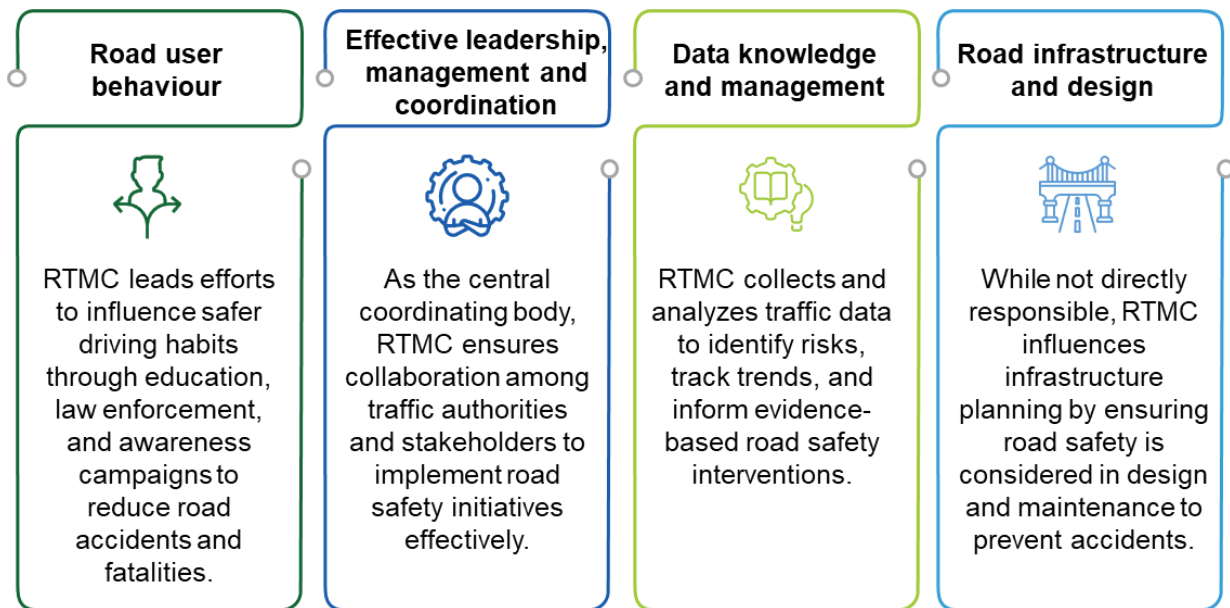 Road user
behaviour
RTMC leads efforts
to influence safer
driving habits
through education,
law enforcement,
and awareness
campaigns to
reduce road
accidents and
fatalities.
Effective leadership,
management and
coordination
As the central
coordinating body,
RTMC ensures
collaboration among
traffic authorities
and stakeholders to
implement road
safety initiatives
effectively.
Data knowledge
and management
RTMC collects and
analyzes traffic data
to identify risks,
track trends, and
inform evidence-
based road safety
interventions.
Road infrastructure
and design
While not directly
responsible, RTMC
influences
infrastructure
planning by ensuring
road safety is
considered in design
and maintenance to
prevent accidents.